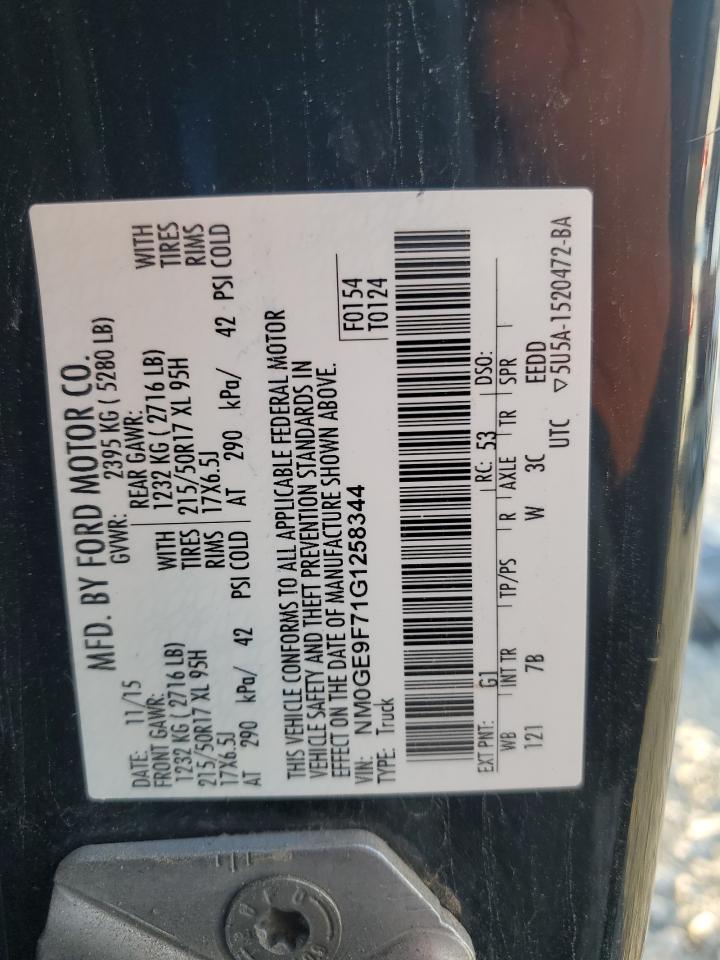 MFD. BY FORD MOTOR CO.
DATE: 11/15 GVWR: 2395 KG ( 5280 LB)
FRONT GAWR: REAR GAWR:
1232 KG ( 2716 LB) WITH 1232 KG ( 2716 LB) WITH
215/50R17 XL 95H TIRES 215/50R17 XL 95H TIRES
17X6.5J RIMS 17X6.5J RIMS
AT 290 kPa/ 42 PSI COLD AT 290 kPa/ 42 PSI COLD
THIS VEHICLE CONFORMS TO ALL APPLICABLE FEDERAL MOTOR
VEHICLE SAFETY AND THEFT PREVENTION STANDARDS IN
EFFECT ON THE DATE OF MANUFACTURE SHOWN ABOVE.
VIN: NM0GE9F71G1258344 F0154
TYPE: Truck T0124
EXT PNT: G1 RC: 53 DSO:
WB INT TR TP/PS R AXLE TR SPR
121 7B W 3C EEDD
UTC ▽5U5A-1520472-BA